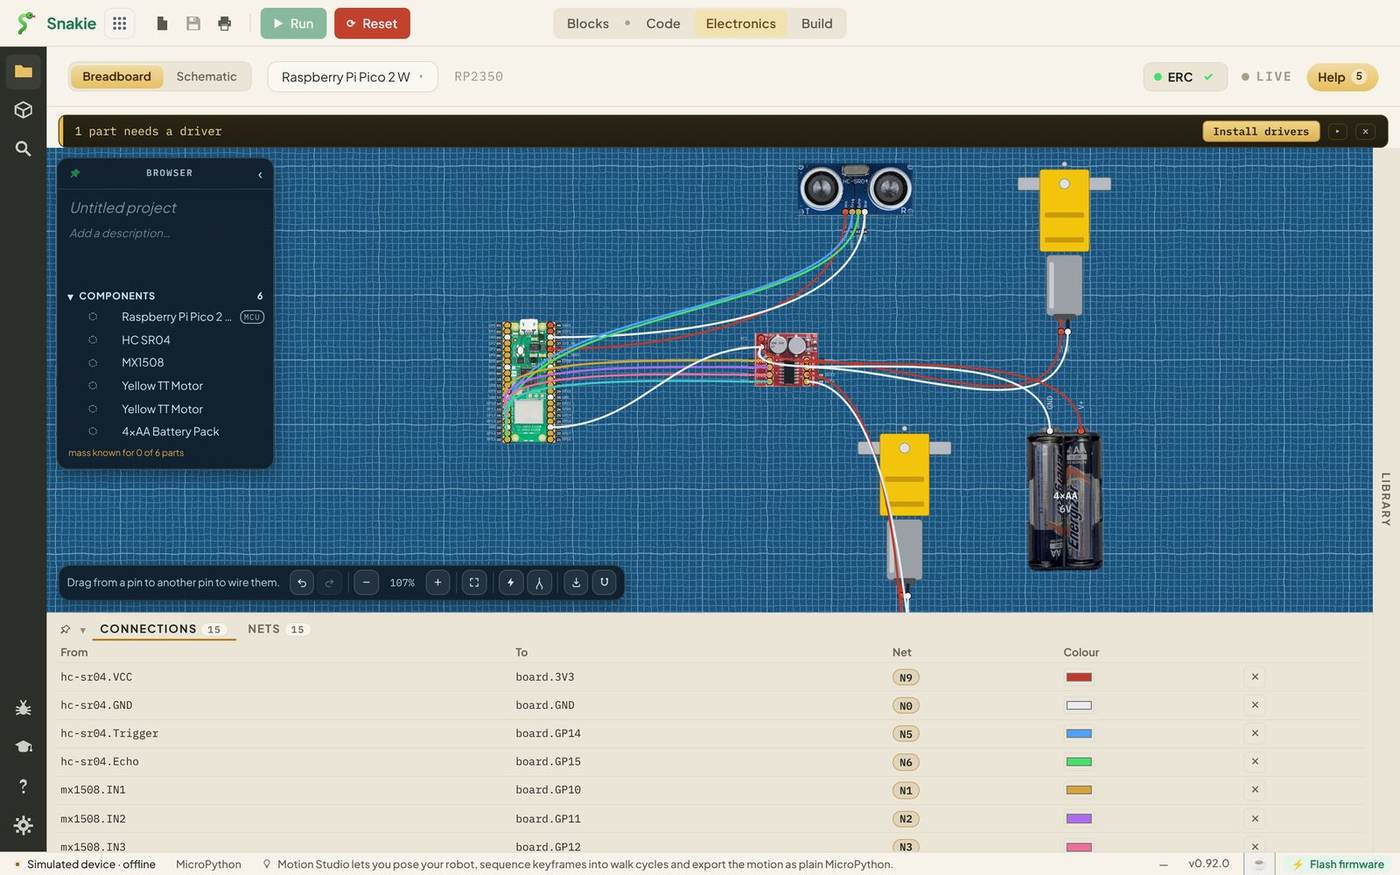 Snakie
Run
Reset
Blocks
Code
Electronics
Build
Breadboard
Schematic
Raspberry Pi Pico 2 W
RP2350
ERC
LIVE
Help 5
1 part needs a driver
Install drivers
BROWSER
Untitled project
Add a description...
COMPONENTS 6
Raspberry Pi Pico 2 ... MCU
HC SR04
MX1508
Yellow TT Motor
Yellow TT Motor
4×AA Battery Pack
mass known for 0 of 6 parts
HC-SR04
T
R
GND
V+
AA
4×AA
6V
Energizer
LIBRARY
Drag from a pin to another pin to wire them.
107%
CONNECTIONS 15
NETS 15
From To Net Colour
hc-sr04.VCC board.3V3 N9
hc-sr04.GND board.GND N0
hc-sr04.Trigger board.GP14 N5
hc-sr04.Echo board.GP15 N6
mx1508.IN1 board.GP10 N1
mx1508.IN2 board.GP11 N2
mx1508.IN3 board.GP12 N3
Simulated device · offline
MicroPython
Motion Studio lets you pose your robot, sequence keyframes into walk cycles and export the motion as plain MicroPython.
v0.92.0
Flash firmware